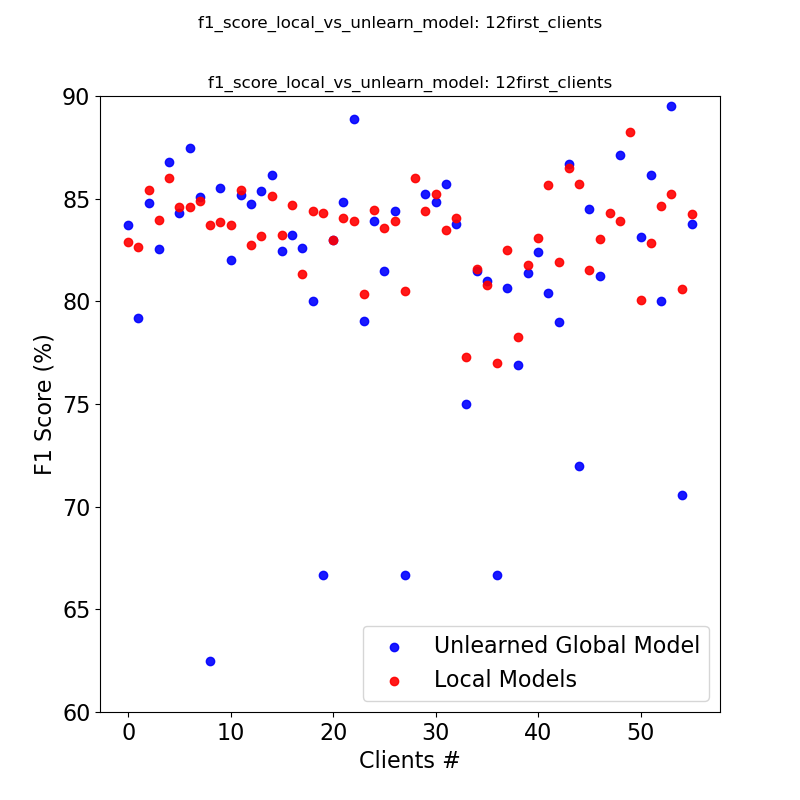 f1_score_local_vs_unlearn_model: 12first_clients
f1_score_local_vs_unlearn_model: 12first_clients
90
85
80
75
70
65
60
F1 Score (%)
Unlearned Global Model
Local Models
0 10 20 30 40 50
Clients #